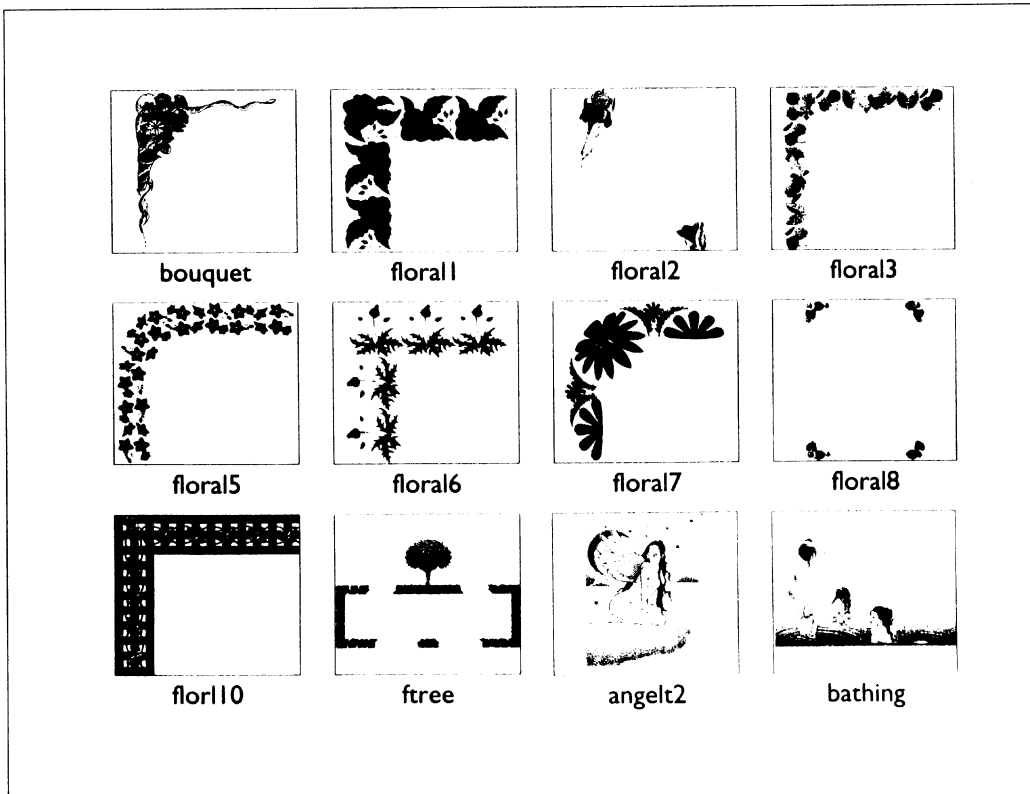 bouquet floral1 floral2 floral3
floral5 floral6 floral7 floral8
florl10 ftree angelt2 bathing